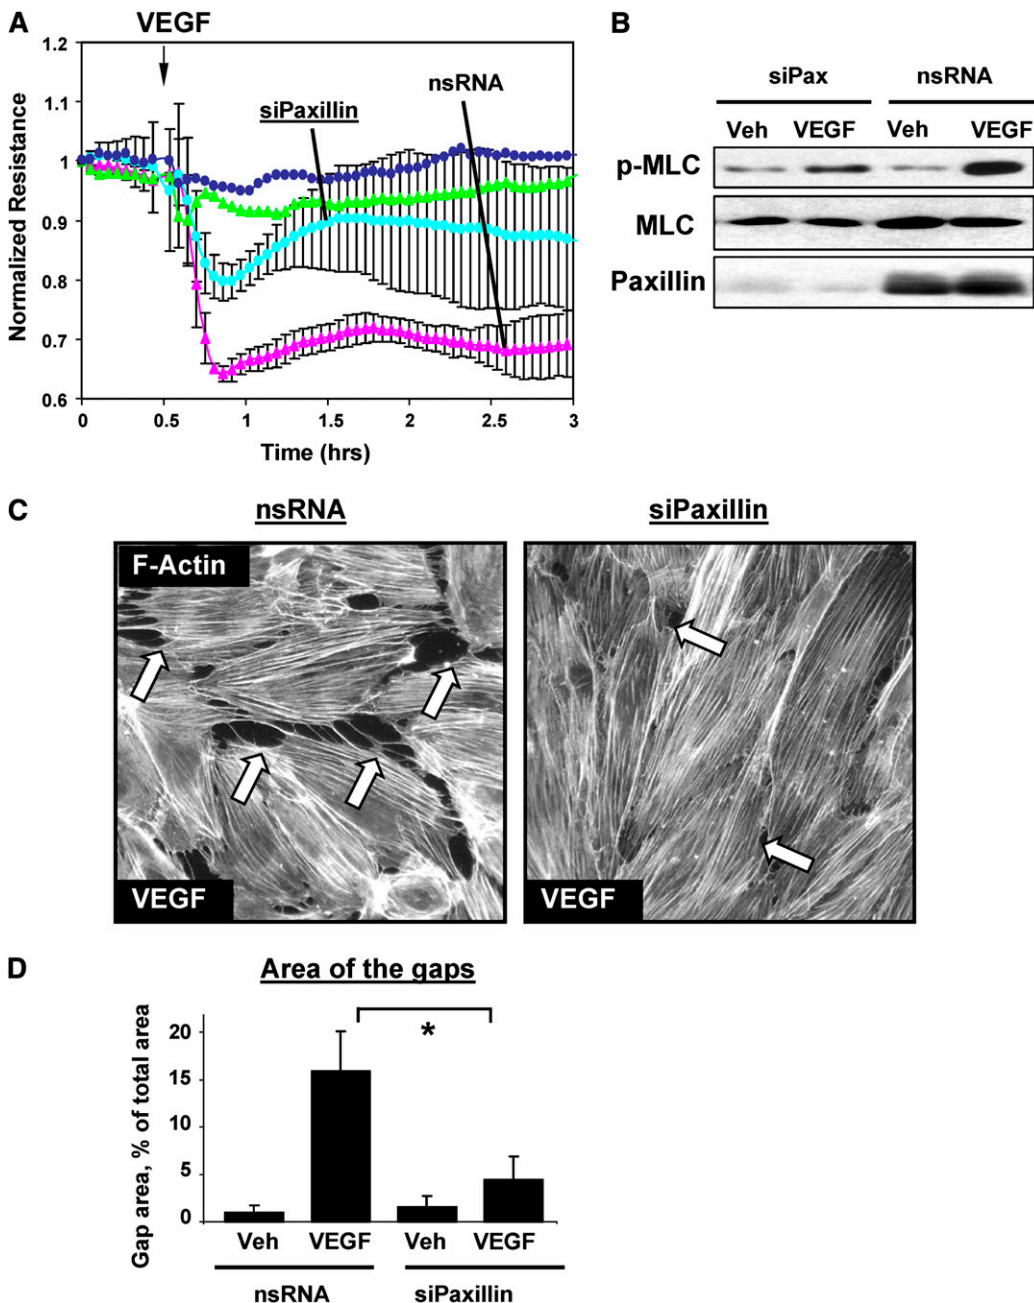 A
VEGF
1.2
1.1
1
0.9
0.8
0.7
0.6
Normalized Resistance
siPaxillin
nsRNA
0
0.5
1
1.5
2
2.5
3
Time (hrs)
B
siPax
nsRNA
Veh
VEGF
Veh
VEGF
p-MLC
MLC
Paxillin
C
nsRNA
siPaxillin
F-Actin
VEGF
VEGF
D
Area of the gaps
Gap area, % of total area
20
15
10
5
0
*
Veh
VEGF
Veh
VEGF
nsRNA
siPaxillin